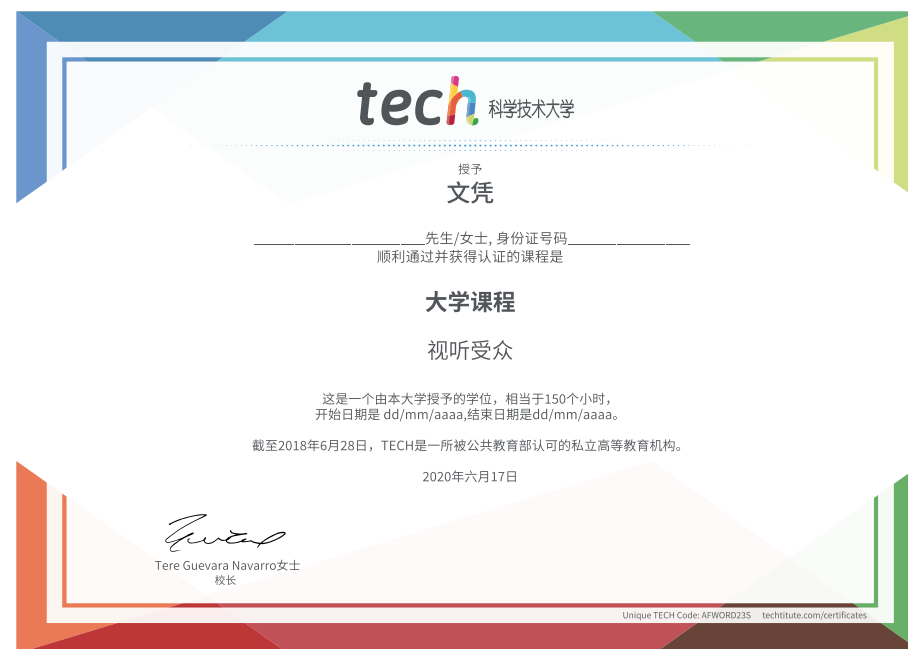 tech 科学技术大学
授予
文凭
________________________先生/女士, 身份证号码_________________
顺利通过并获得认证的课程是
大学课程
视听受众
这是一个由本大学授予的学位，相当于150个小时，
开始日期是 dd/mm/aaaa,结束日期是dd/mm/aaaa。
截至2018年6月28日，TECH是一所被公共教育部认可的私立高等教育机构。
2020年六月17日
Tere Guevara Navarro女士
校长
Unique TECH Code: AFWORD23S techtitute.com/certificates